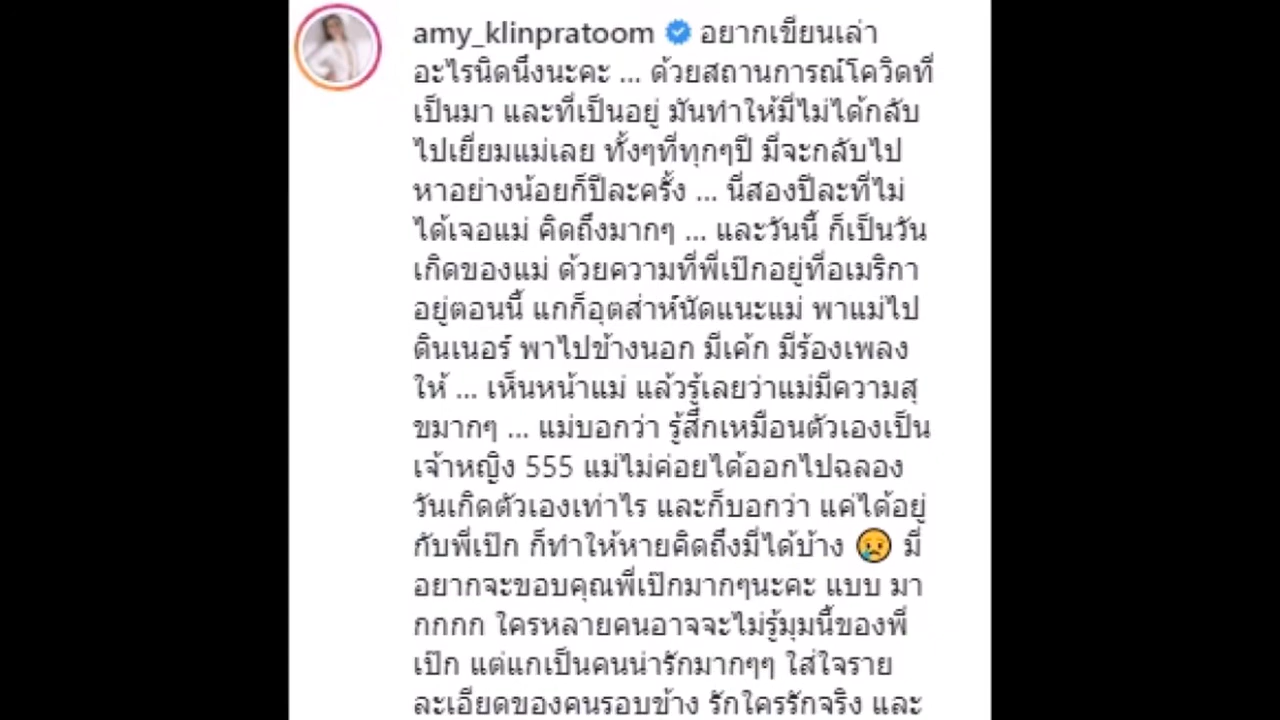 amy_klinpratoom อยากเขียนเล่า
อะไรนิดนึงนะคะ ... ด้วยสถานการณ์โควิดที่
เป็นมา และที่เป็นอยู่ มันทำให้มี่ไม่ได้กลับ
ไปเยี่ยมแม่เลย ทั้งๆที่ทุกๆปี มี่จะกลับไป
หาอย่างน้อยก็ปีละครั้ง ... นี่สองปีละที่ไม่
ได้เจอแม่ คิดถึงมากๆ ... และวันนี้ ก็เป็นวัน
เกิดของแม่ ด้วยความที่พี่เป๊กอยู่ที่อเมริกา
อยู่ตอนนี้ แกก็อุตส่าห์นัดแนะแม่ พาแม่ไป
ดินเนอร์ พาไปข้างนอก มีเค้ก มีร้องเพลง
ให้ ... เห็นหน้าแม่ แล้วรู้เลยว่าแม่มีความสุ
ขมากๆ ... แม่บอกว่า รู้สึกเหมือนตัวเองเป็น
เจ้าหญิง 555 แม่ไม่ค่อยได้ออกไปฉลอง
วันเกิดตัวเองเท่าไร และก็บอกว่า แค่ได้อยู่
กับพี่เป๊ก ก็ทำให้หายคิดถึงมี่ได้บ้าง 😢 มี่
อยากจะขอบคุณพี่เป๊กมากๆนะคะ แบบ มา
กกกก ใครหลายคนอาจจะไม่รู้มุมนี้ของพี่
เป๊ก แต่แกเป็นคนน่ารักมากๆๆ ใส่ใจราย
ละเอียดของคนรอบข้าง รักใครรักจริง และ